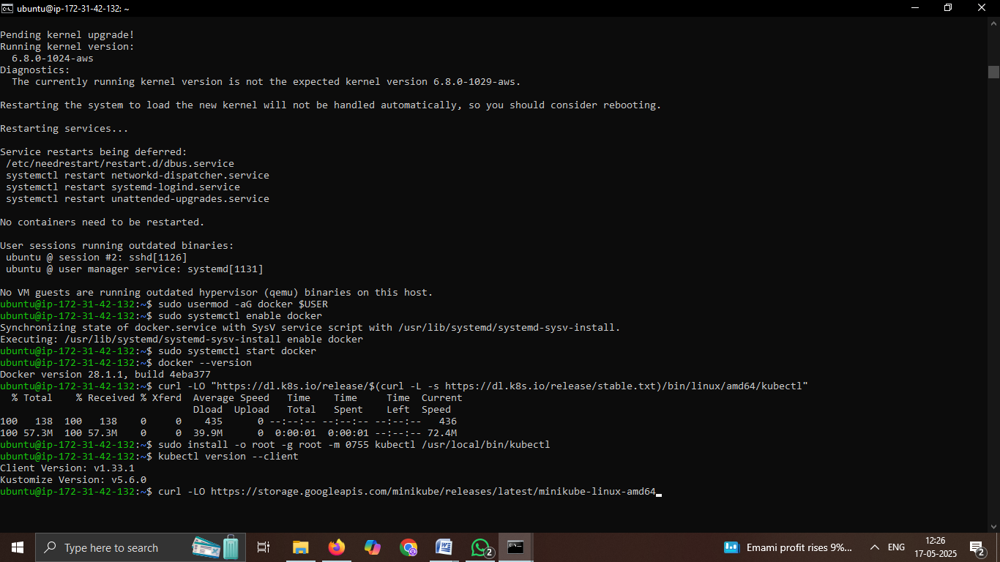 ubuntu@ip-172-31-42-132: ~
Pending kernel upgrade!
Running kernel version:
  6.8.0-1024-aws
Diagnostics:
  The currently running kernel version is not the expected kernel version 6.8.0-1029-aws.
Restarting the system to load the new kernel will not be handled automatically, so you should consider rebooting.
Restarting services...
Service restarts being deferred:
 /etc/needrestart/restart.d/dbus.service
 systemctl restart networkd-dispatcher.service
 systemctl restart systemd-logind.service
 systemctl restart unattended-upgrades.service
No containers need to be restarted.
User sessions running outdated binaries:
 ubuntu @ session #2: sshd[1126]
 ubuntu @ user manager service: systemd[1131]
No VM guests are running outdated hypervisor (qemu) binaries on this host.
ubuntu@ip-172-31-42-132:~$ sudo usermod -aG docker $USER
ubuntu@ip-172-31-42-132:~$ sudo systemctl enable docker
Synchronizing state of docker.service with SysV service script with /usr/lib/systemd/systemd-sysv-install.
Executing: /usr/lib/systemd/systemd-sysv-install enable docker
ubuntu@ip-172-31-42-132:~$ sudo systemctl start docker
ubuntu@ip-172-31-42-132:~$ docker --version
Docker version 28.1.1, build 4eba377
ubuntu@ip-172-31-42-132:~$ curl -LO "https://dl.k8s.io/release/$(curl -L -s https://dl.k8s.io/release/stable.txt)/bin/linux/amd64/kubectl"
  % Total    % Received % Xferd  Average Speed   Time    Time     Time  Current
                                 Dload  Upload   Total   Spent    Left  Speed
100   138  100   138    0     0    435      0 --:--:-- --:--:-- --:--:--   436
100 57.3M  100 57.3M    0     0  39.9M      0  0:00:01  0:00:01 --:--:-- 72.4M
ubuntu@ip-172-31-42-132:~$ sudo install -o root -g root -m 0755 kubectl /usr/local/bin/kubectl
ubuntu@ip-172-31-42-132:~$ kubectl version --client
Client Version: v1.33.1
Kustomize Version: v5.6.0
ubuntu@ip-172-31-42-132:~$ curl -LO https://storage.googleapis.com/minikube/releases/latest/minikube-linux-amd64
Type here to search
2
Emami profit rises 9%...
ENG
12:26
17-05-2025
2